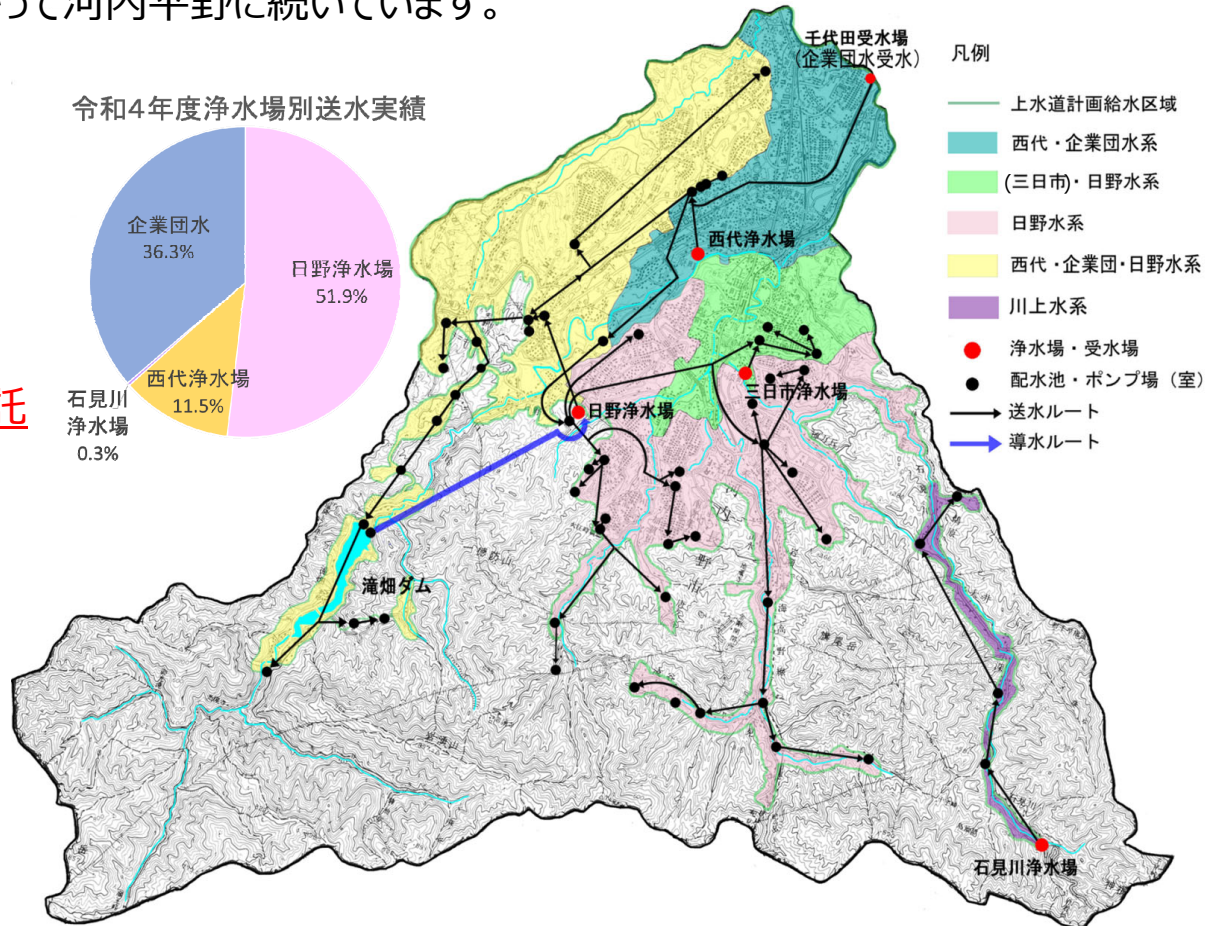 って河内平野に続いています。
千代田受水場
(企業団水受水)
凡例
令和4年度浄水場別送水実績
企業団水
36.3%
日野浄水場
51.9%
西代浄水場
11.5%
石見川
浄水場
0.3%
託
上水道計画給水区域
西代・企業団水系
(三日市)・日野水系
日野水系
西代・企業団・日野水系
川上水系
浄水場・受水場
配水池・ポンプ場（室）
送水ルート
導水ルート
西代浄水場
三日市浄水場
日野浄水場
滝畑ダム
石見川浄水場
河
内
野
市